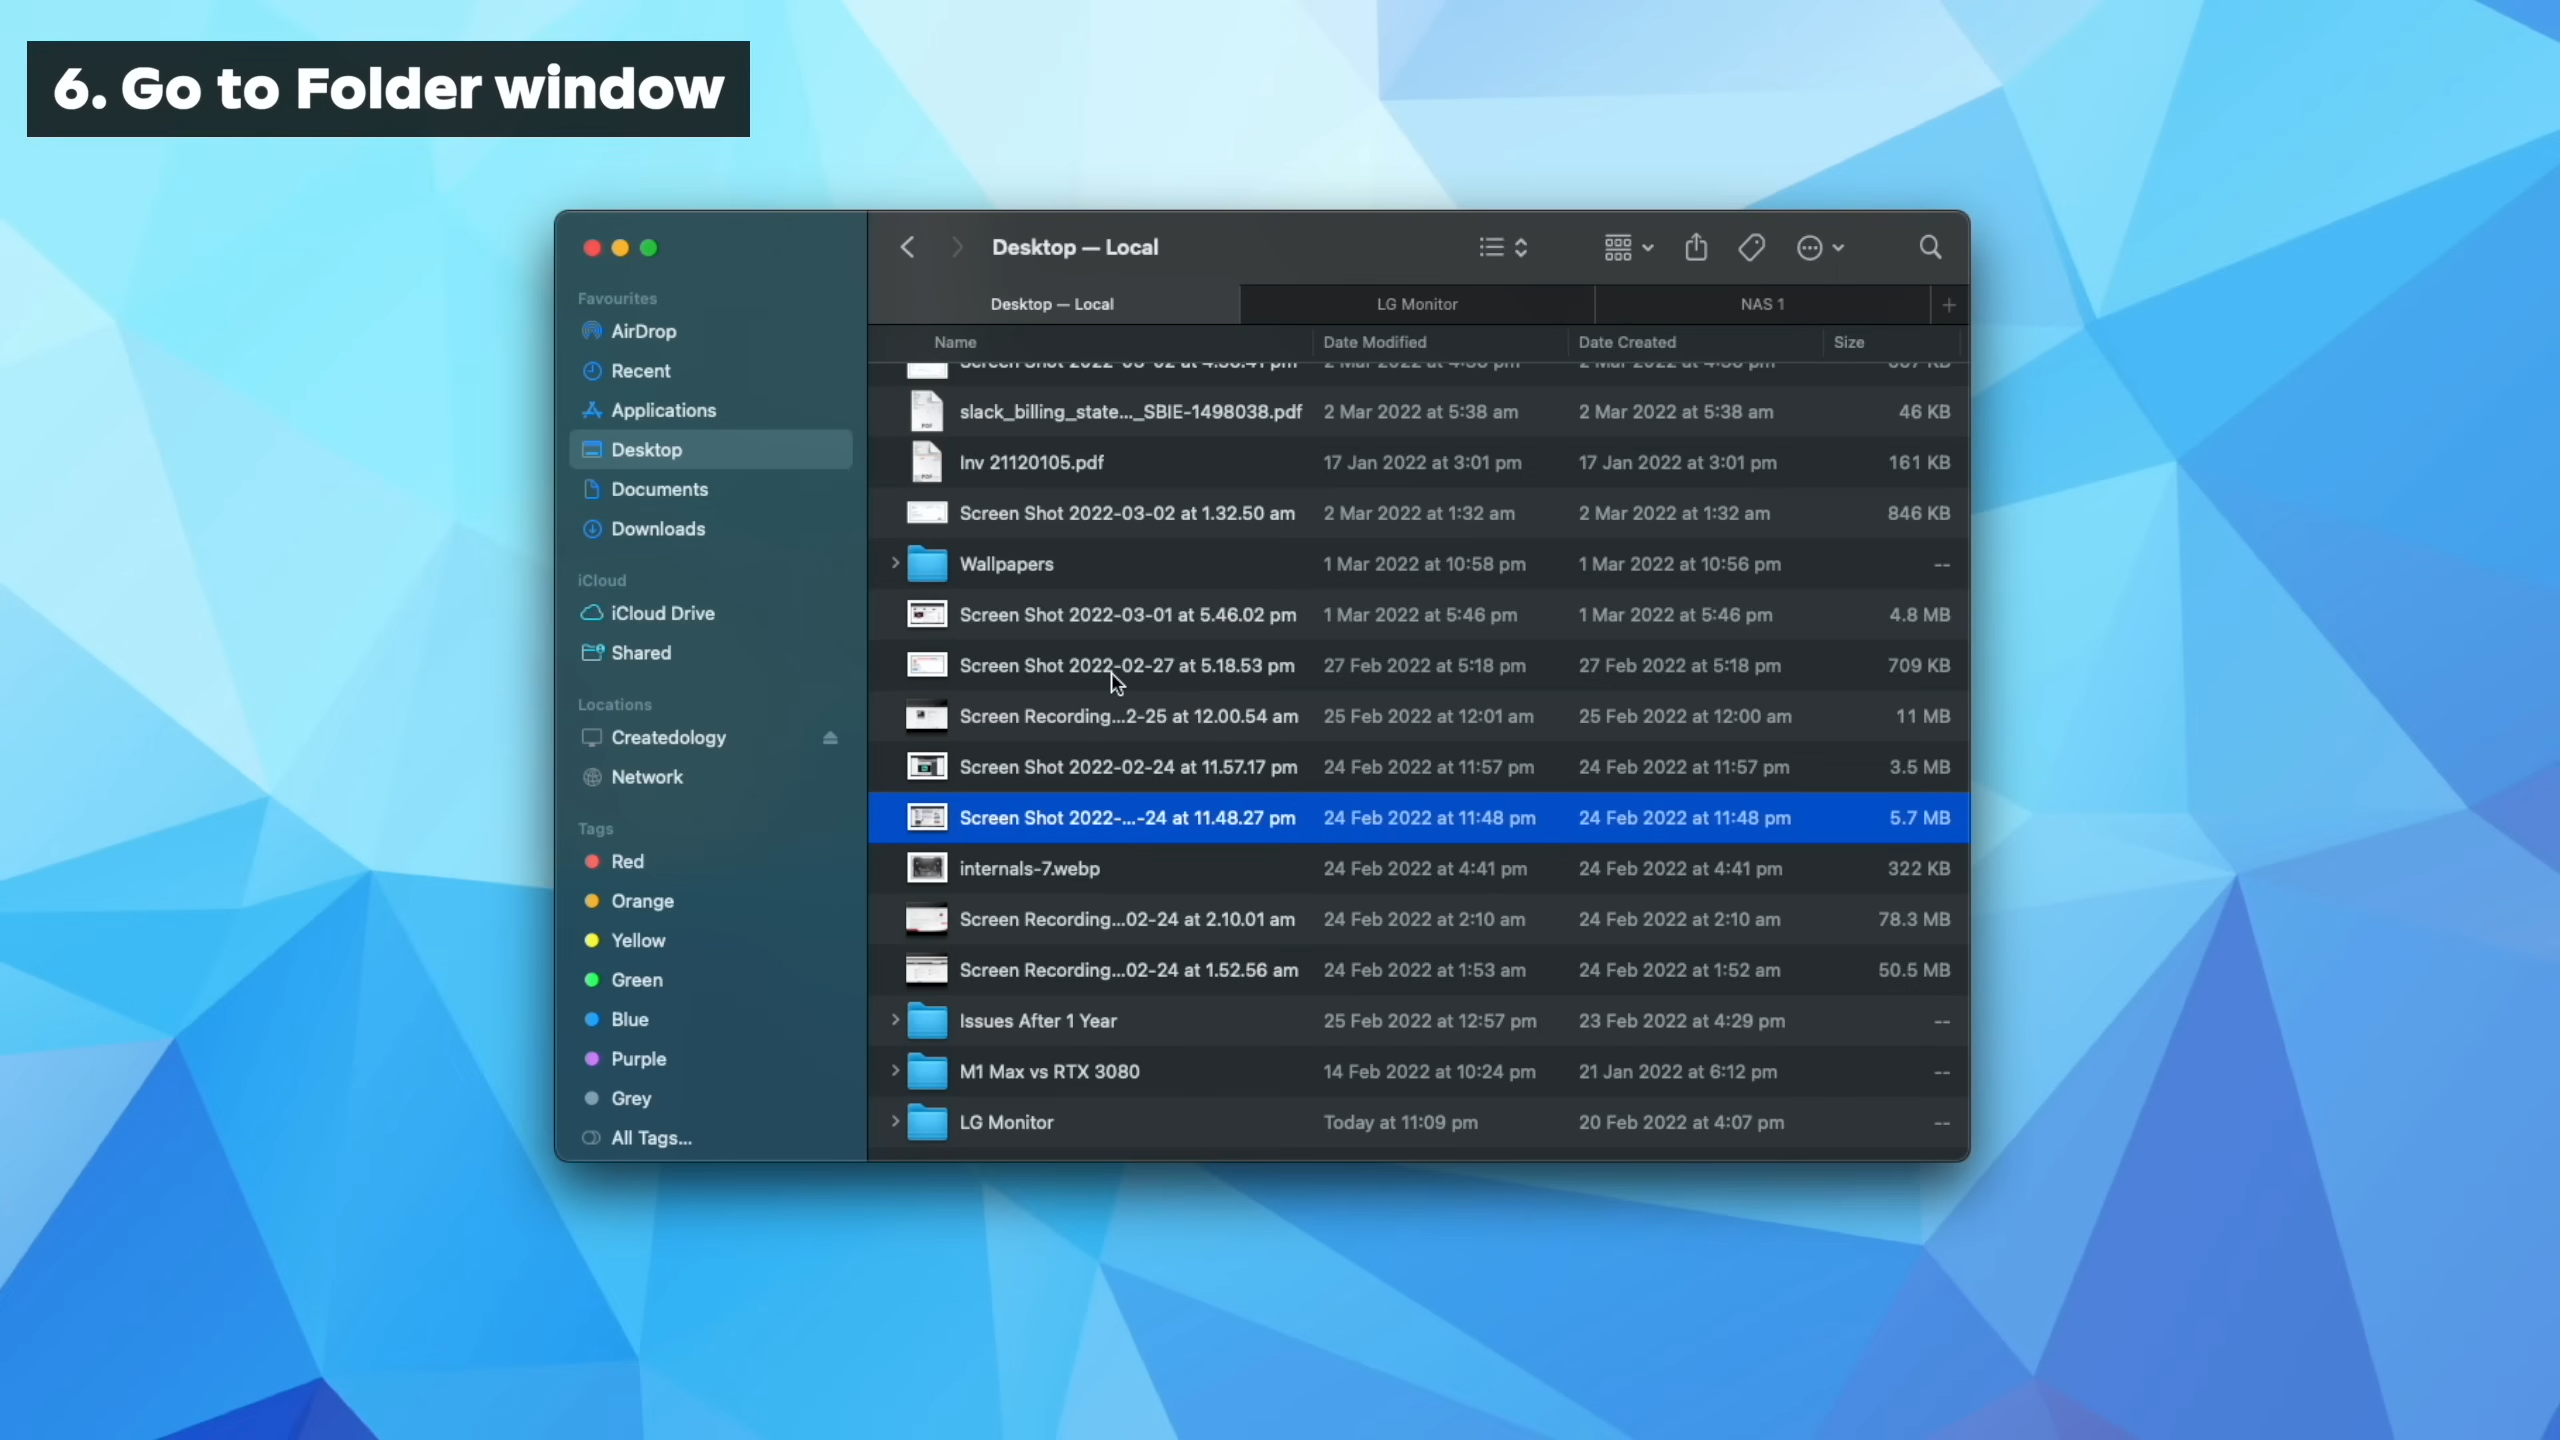 6. Go to Folder window
Desktop — Local
Desktop — Local
LG Monitor
NAS 1
Favourites
AirDrop
Recent
Applications
Desktop
Documents
Downloads
iCloud
iCloud Drive
Shared
Locations
Createdology
Network
Tags
Red
Orange
Yellow
Green
Blue
Purple
Grey
All Tags...
Name Date Modified Date Created Size
slack_billing_state..._SBIE-1498038.pdf 2 Mar 2022 at 5:38 am 2 Mar 2022 at 5:38 am 46 KB
Inv 21120105.pdf 17 Jan 2022 at 3:01 pm 17 Jan 2022 at 3:01 pm 161 KB
Screen Shot 2022-03-02 at 1.32.50 am 2 Mar 2022 at 1:32 am 2 Mar 2022 at 1:32 am 846 KB
Wallpapers 1 Mar 2022 at 10:58 pm 1 Mar 2022 at 10:56 pm --
Screen Shot 2022-03-01 at 5.46.02 pm 1 Mar 2022 at 5:46 pm 1 Mar 2022 at 5:46 pm 4.8 MB
Screen Shot 2022-02-27 at 5.18.53 pm 27 Feb 2022 at 5:18 pm 27 Feb 2022 at 5:18 pm 709 KB
Screen Recording...2-25 at 12.00.54 am 25 Feb 2022 at 12:01 am 25 Feb 2022 at 12:00 am 11 MB
Screen Shot 2022-02-24 at 11.57.17 pm 24 Feb 2022 at 11:57 pm 24 Feb 2022 at 11:57 pm 3.5 MB
Screen Shot 2022-...-24 at 11.48.27 pm 24 Feb 2022 at 11:48 pm 24 Feb 2022 at 11:48 pm 5.7 MB
internals-7.webp 24 Feb 2022 at 4:41 pm 24 Feb 2022 at 4:41 pm 322 KB
Screen Recording...02-24 at 2.10.01 am 24 Feb 2022 at 2:10 am 24 Feb 2022 at 2:10 am 78.3 MB
Screen Recording...02-24 at 1.52.56 am 24 Feb 2022 at 1:53 am 24 Feb 2022 at 1:52 am 50.5 MB
Issues After 1 Year 25 Feb 2022 at 12:57 pm 23 Feb 2022 at 4:29 pm --
M1 Max vs RTX 3080 14 Feb 2022 at 10:24 pm 21 Jan 2022 at 6:12 pm --
LG Monitor Today at 11:09 pm 20 Feb 2022 at 4:07 pm --